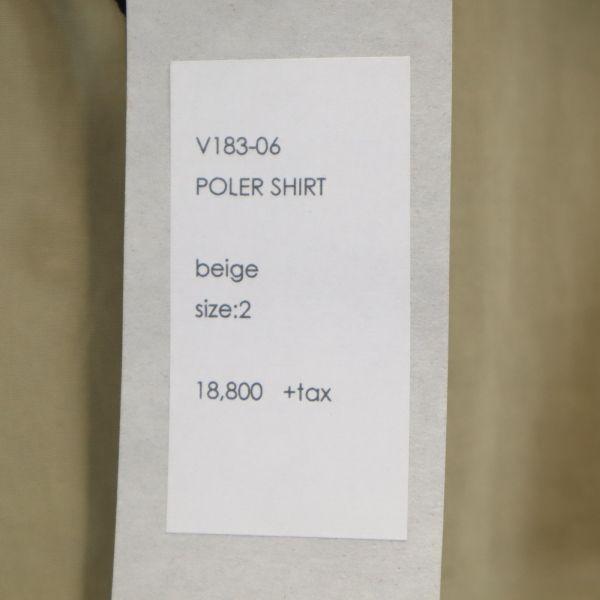 V183-06
POLER SHIRT
beige
size:2
18,800 +tax